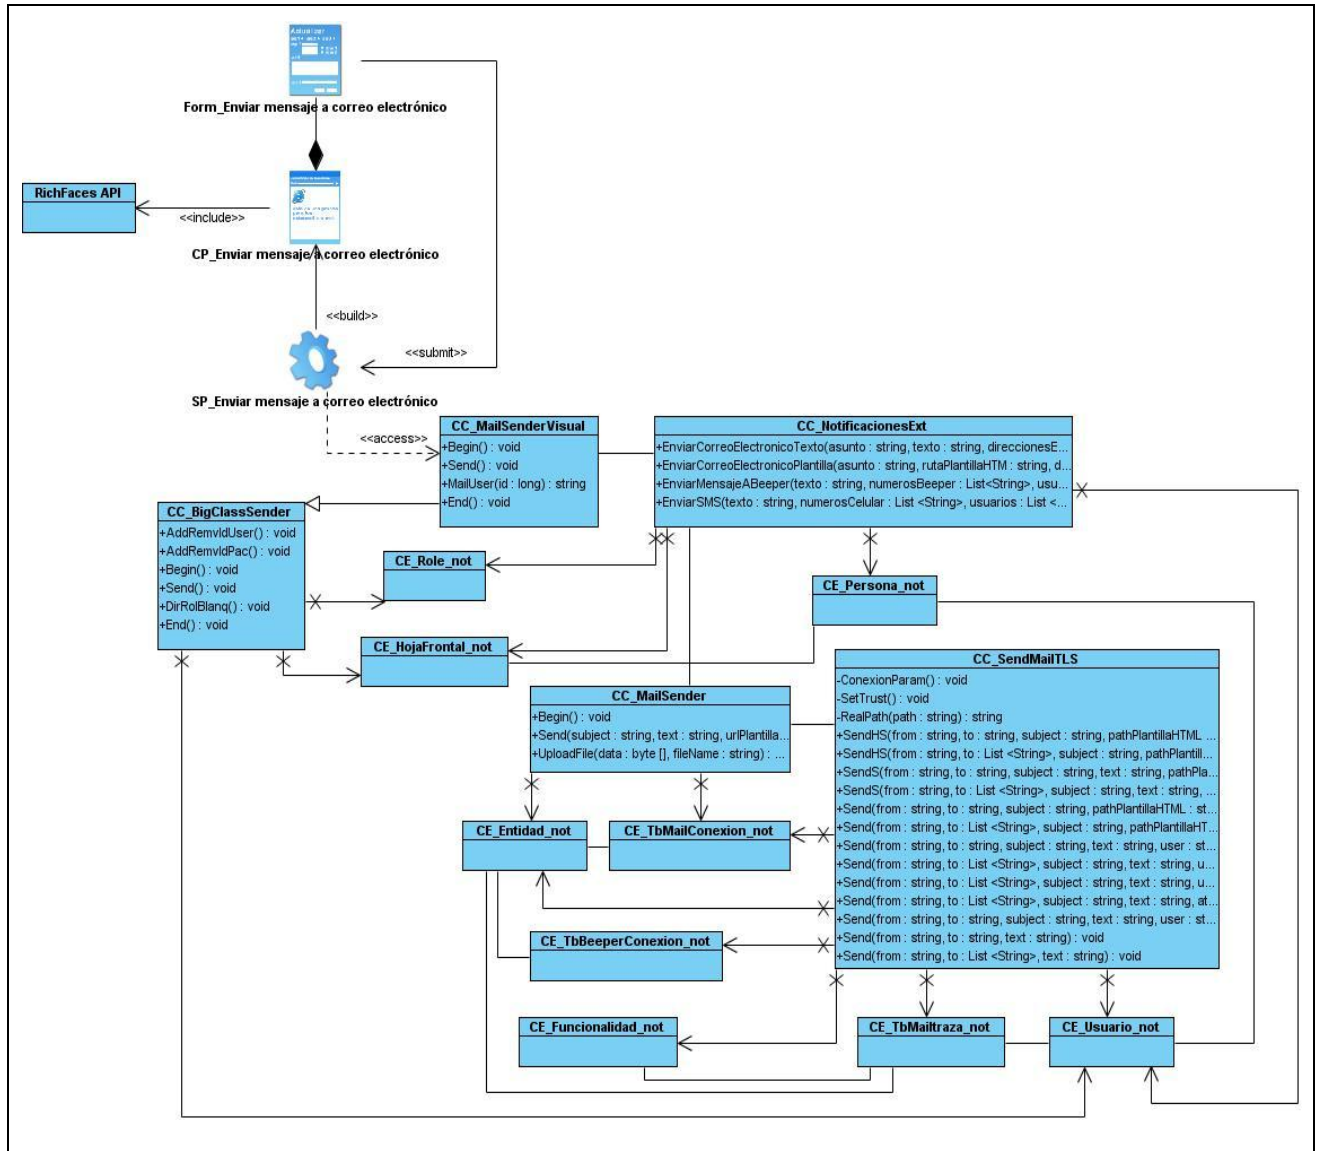 Actualizar
Form_Enviar mensaje a correo electrónico
RichFaces API
<<include>>
CP_Enviar mensaje a correo electrónico
<<build>>
<<submit>>
SP_Enviar mensaje a correo electrónico
<<access>>
CC_MailSenderVisual
+Begin() : void
+Send() : void
+MailUser(id : long) : string
+End() : void
CC_NotificacionesExt
+EnviarCorreoElectronicoTexto(asunto : string, texto : string, direccionesE...
+EnviarCorreoElectronicoPlantilla(asunto : string, rutaPlantillaHTM : string, d...
+EnviarMensajeABeeper(texto : string, numerosBeeper : List<String>, usu...
+EnviarSMS(texto : string, numerosCelular : List <String>, usuarios : List <...
CC_BigClassSender
+AddRemvIdUser() : void
+AddRemvIdPac() : void
+Begin() : void
+Send() : void
+DirRolBlanq() : void
+End() : void
CE_Role_not
CE_Persona_not
CE_HojaFrontal_not
CC_MailSender
+Begin() : void
+Send(subject : string, text : string, urlPlantilla...
+UploadFile(data : byte [], fileName : string) : ...
CC_SendMailTLS
-ConexionParam() : void
-SetTrust() : void
-RealPath(path : string) : string
+SendHS(from : string, to : string, subject : string, pathPlantillaHTML ...
+SendHS(from : string, to : List <String>, subject : string, pathPlantill...
+SendS(from : string, to : string, subject : string, text : string, pathPla...
+SendS(from : string, to : List <String>, subject : string, text : string, ...
+Send(from : string, to : string, subject : string, pathPlantillaHTML : st...
+Send(from : string, to : List <String>, subject : string, pathPlantillaHT...
+Send(from : string, to : string, subject : string, text : string, user : st...
+Send(from : string, to : List <String>, subject : string, text : string, u...
+Send(from : string, to : List <String>, subject : string, text : string, u...
+Send(from : string, to : List <String>, subject : string, text : string, at...
+Send(from : string, to : string, subject : string, text : string, user : st...
+Send(from : string, to : string, text : string) : void
+Send(from : string, to : List <String>, text : string) : void
CE_Entidad_not
CE_TbMailConexion_not
CE_TbBeeperConexion_not
CE_Funcionalidad_not
CE_TbMailtraza_not
CE_Usuario_not